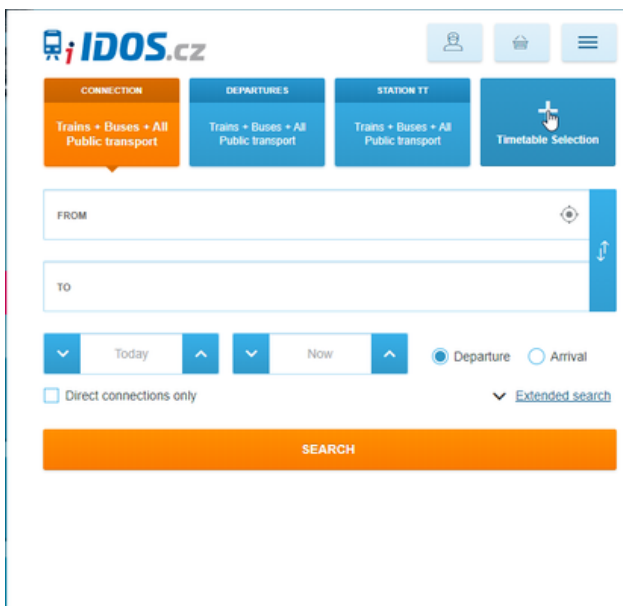 iIDOS.cz
CONNECTION
Trains + Buses + All
Public transport
DEPARTURES
Trains + Buses + All
Public transport
STATION TT
Trains + Buses + All
Public transport
Timetable Selection
FROM
TO
Today
Now
Departure
Arrival
Direct connections only
Extended search
SEARCH